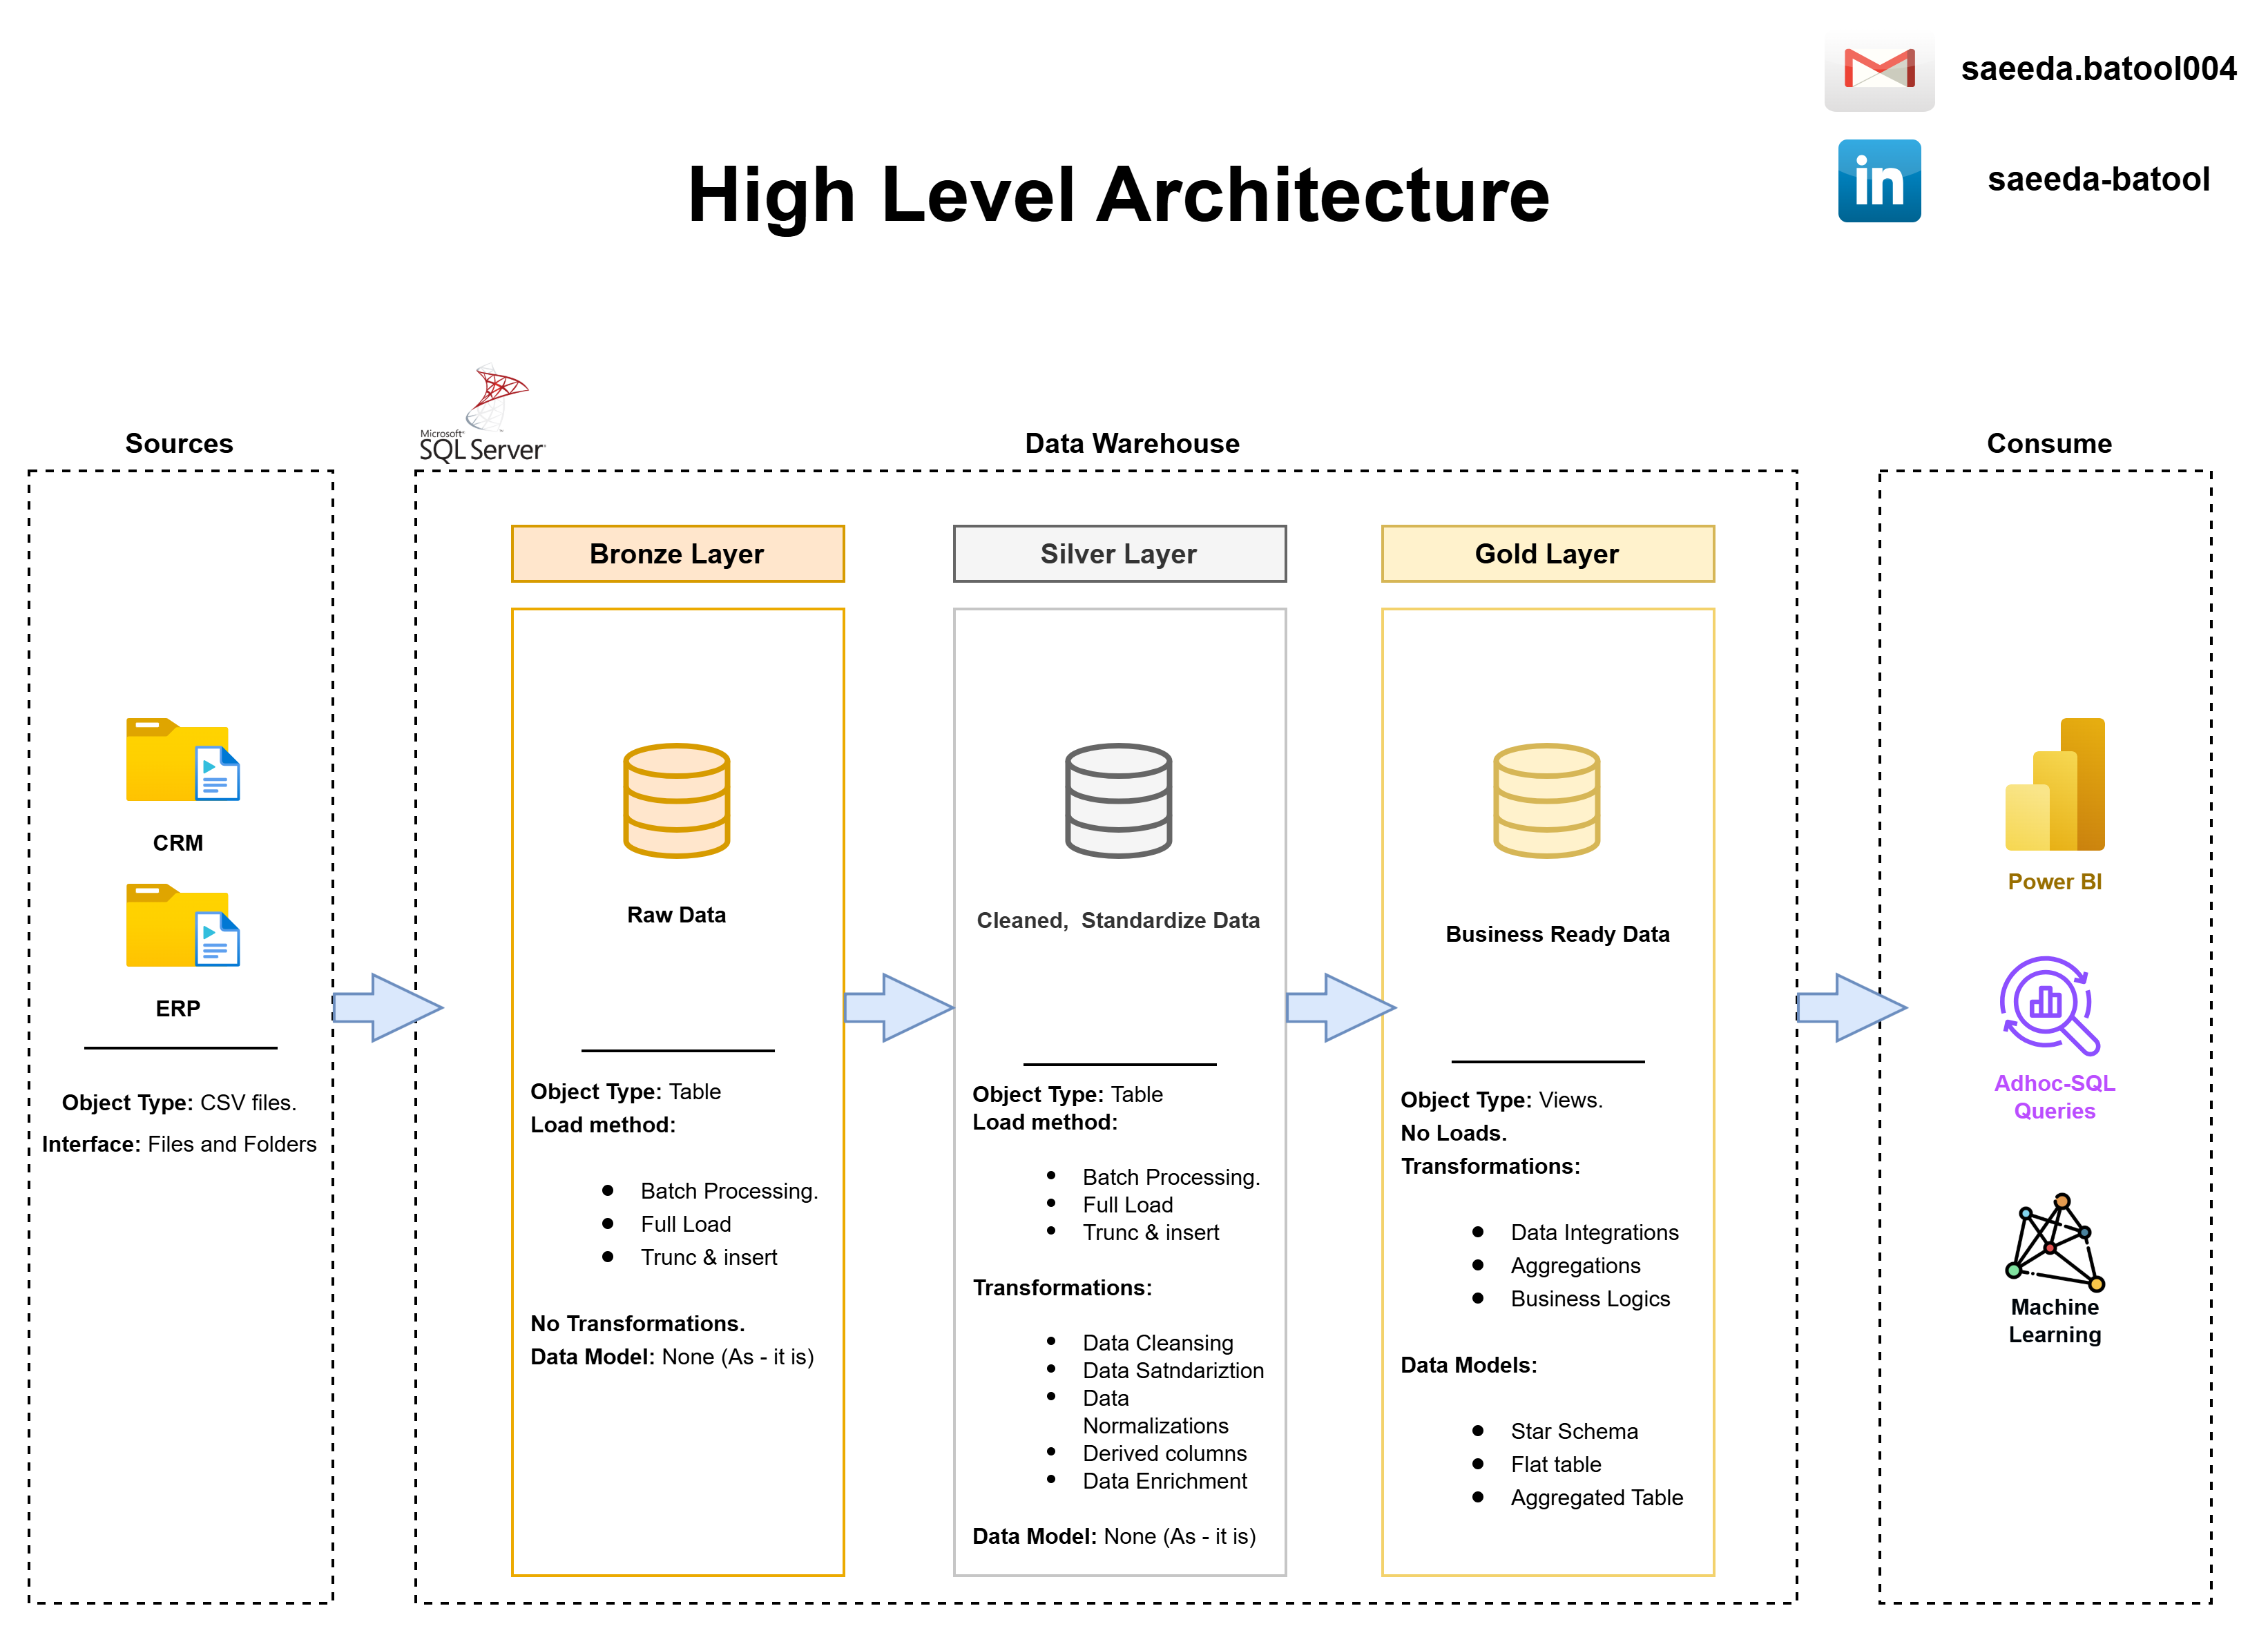 saeeda.batool004
saeeda-batool
High Level Architecture
Microsoft
SQL Server
Sources
Data Warehouse
Consume
CRM
ERP
Object Type: CSV files.
Interface: Files and Folders
Bronze Layer
Raw Data
Object Type: Table
Load method:
Batch Processing.
Full Load
Trunc & insert
No Transformations.
Data Model: None (As - it is)
Silver Layer
Cleaned,  Standardize Data
Object Type: Table
Load method:
Batch Processing.
Full Load
Trunc & insert
Transformations:
Data Cleansing
Data Satndariztion
Data
Normalizations
Derived columns
Data Enrichment
Data Model: None (As - it is)
Gold Layer
Business Ready Data
Object Type: Views.
No Loads.
Transformations:
Data Integrations
Aggregations
Business Logics
Data Models:
Star Schema
Flat table
Aggregated Table
Power BI
Adhoc-SQL
Queries
Machine
Learning